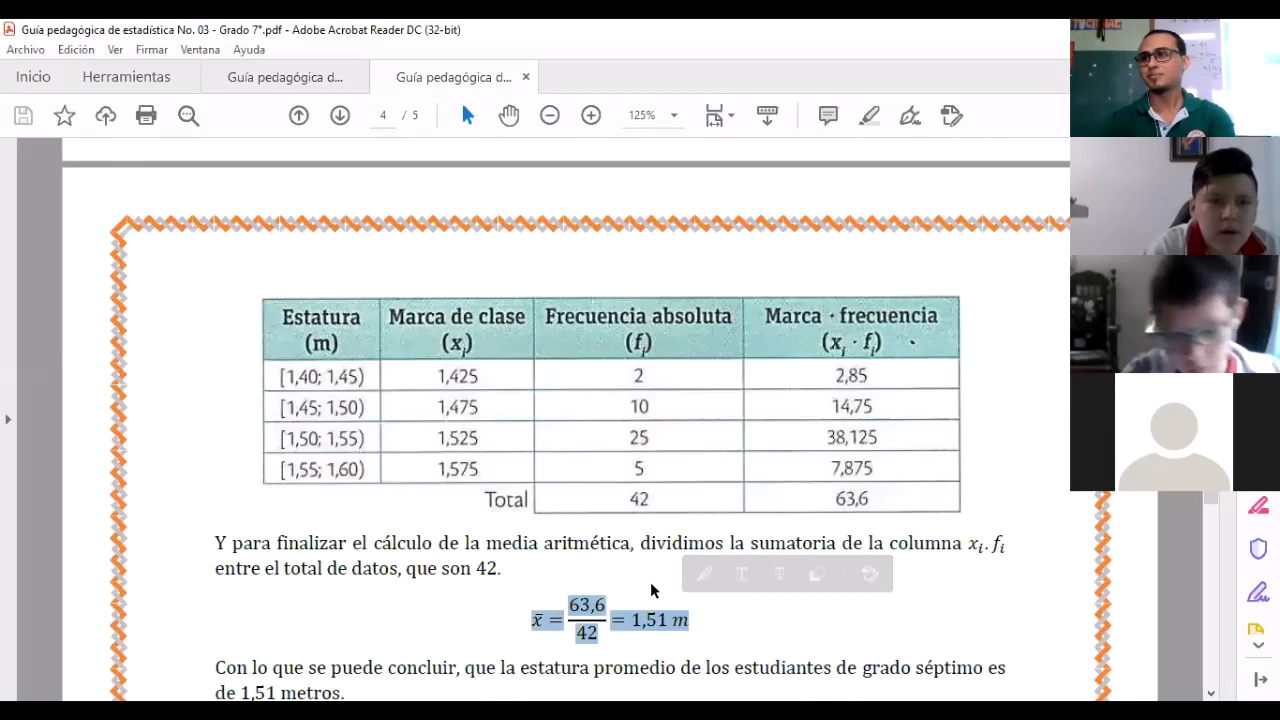 Guía pedagógica de estadística No. 03 - Grado 7°.pdf - Adobe Acrobat Reader DC (32-bit)
Archivo Edición Ver Firmar Ventana Ayuda
Inicio Herramientas Guía pedagógica d... Guía pedagógica d... ×
4 / 5 125%
Estatura (m) Marca de clase (xᵢ) Frecuencia absoluta (fᵢ) Marca · frecuencia (xᵢ · fᵢ)
[1,40; 1,45) 1,425 2 2,85
[1,45; 1,50) 1,475 10 14,75
[1,50; 1,55) 1,525 25 38,125
[1,55; 1,60) 1,575 5 7,875
Total 42 63,6
Y para finalizar el cálculo de la media aritmética, dividimos la sumatoria de la columna xᵢ. fᵢ
entre el total de datos, que son 42.
x̄ = 63,6 / 42 = 1,51 m
Con lo que se puede concluir, que la estatura promedio de los estudiantes de grado séptimo es
de 1,51 metros.